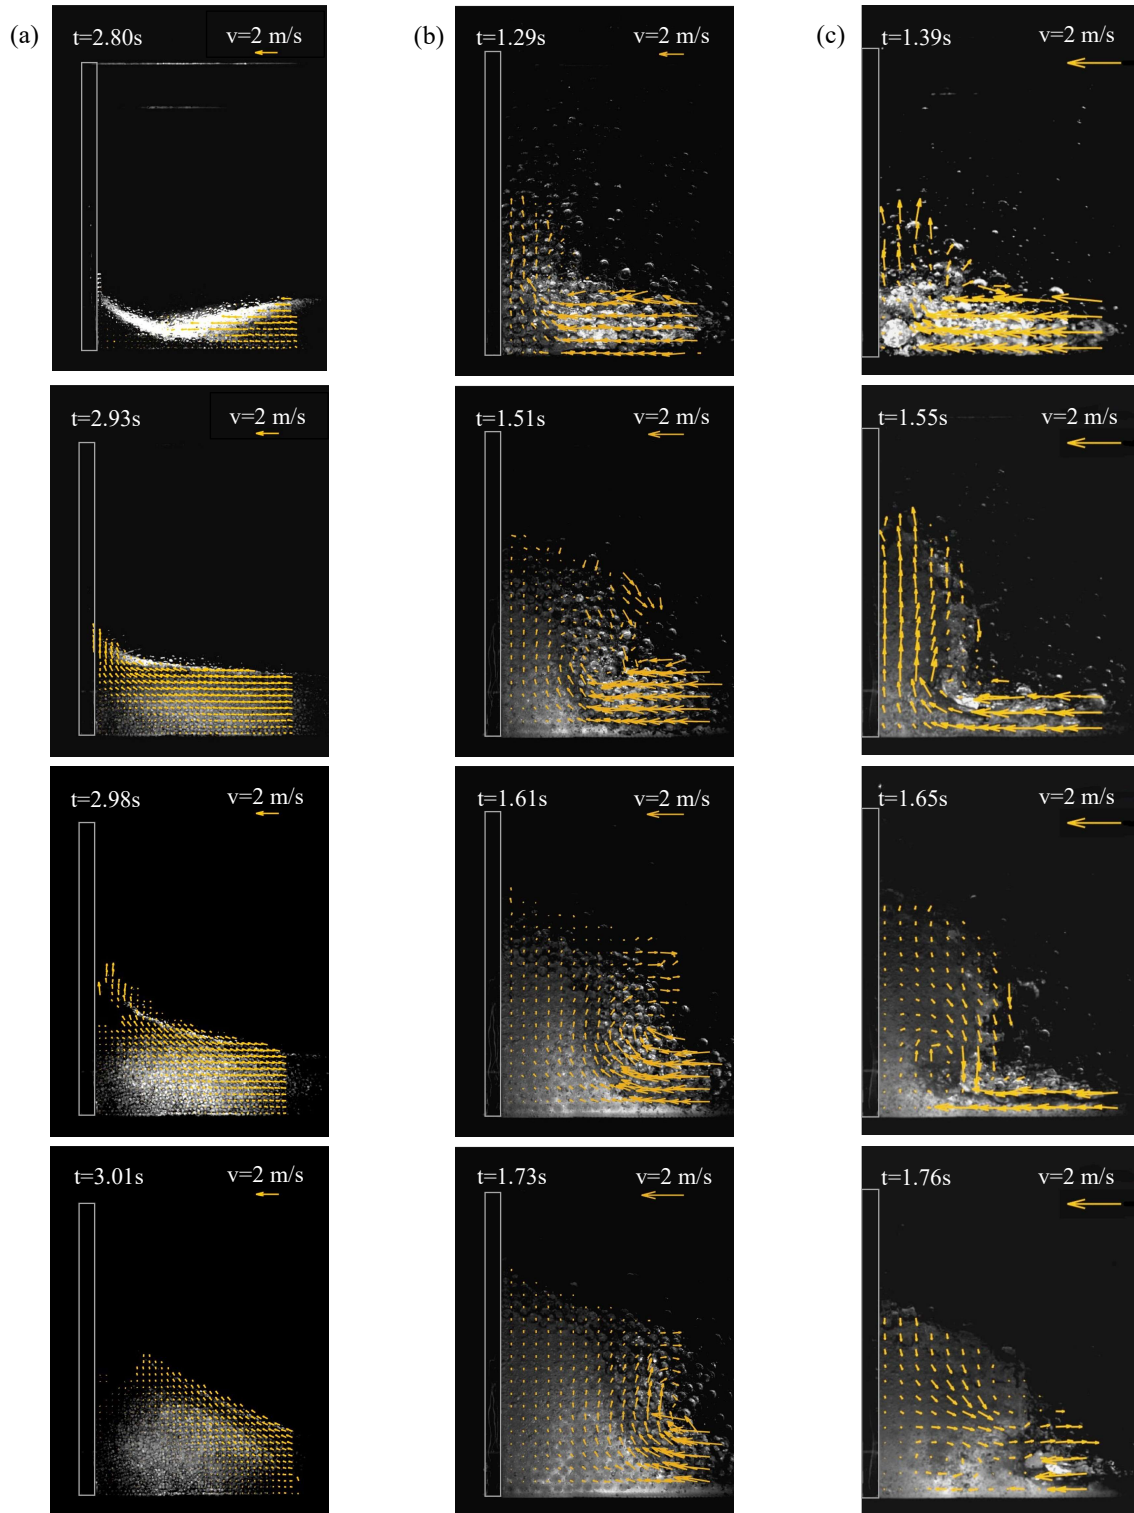 (a) t=2.80s v=2 m/s (b) t=1.29s v=2 m/s (c) t=1.39s v=2 m/s
t=2.93s v=2 m/s t=1.51s v=2 m/s t=1.55s v=2 m/s
t=2.98s v=2 m/s t=1.61s v=2 m/s t=1.65s v=2 m/s
t=3.01s v=2 m/s t=1.73s v=2 m/s t=1.76s v=2 m/s